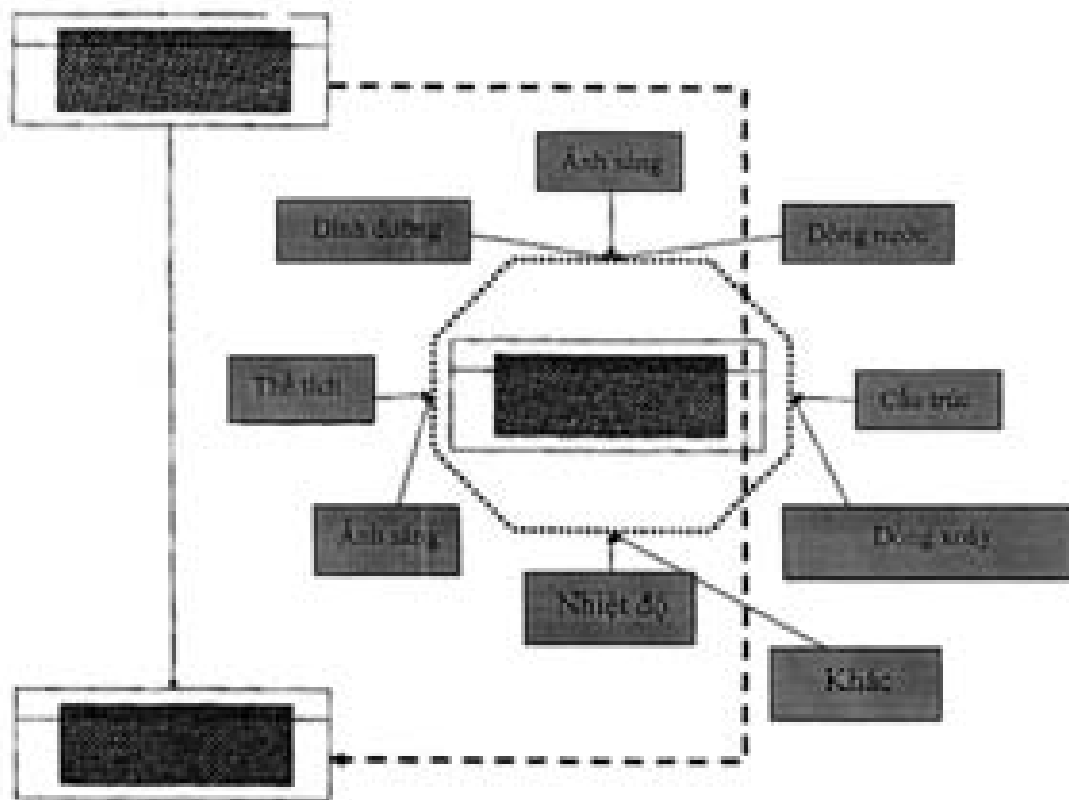 Ánh sáng
Dinh dưỡng
Dòng nước
Thể tích
Cấu trúc
Ánh sáng
Dòng xoáy
Nhiệt độ
Khác